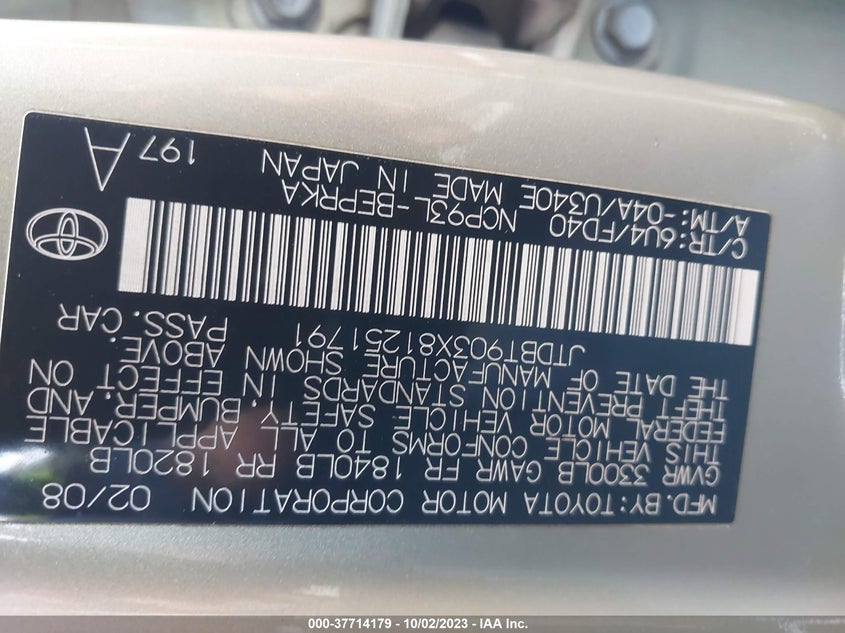 MFD. BY: TOYOTA MOTOR CORPORATION 02/08
GVWR 3300LB GAWR FR 1840LB RR 1820LB
THIS VEHICLE CONFORMS TO ALL APPLICABLE
FEDERAL MOTOR VEHICLE SAFETY, BUMPER, AND
THEFT PREVENTION STANDARDS IN EFFECT ON
THE DATE OF MANUFACTURE SHOWN ABOVE.
JTDBT903X81251791 PASS. CAR
C/TR: 6U4/FD40 NCP93L-BEPRKA
A/TM: -04A/U340E MADE IN JAPAN 197 A
000-37714179 - 10/02/2023 - IAA Inc.